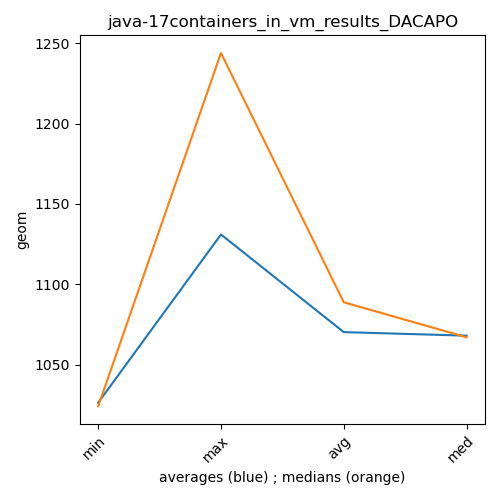 java-17containers_in_vm_results_DACAPO
1250
1200
1150
1100
1050
geom
min
max
avg
med
averages (blue) ; medians (orange)